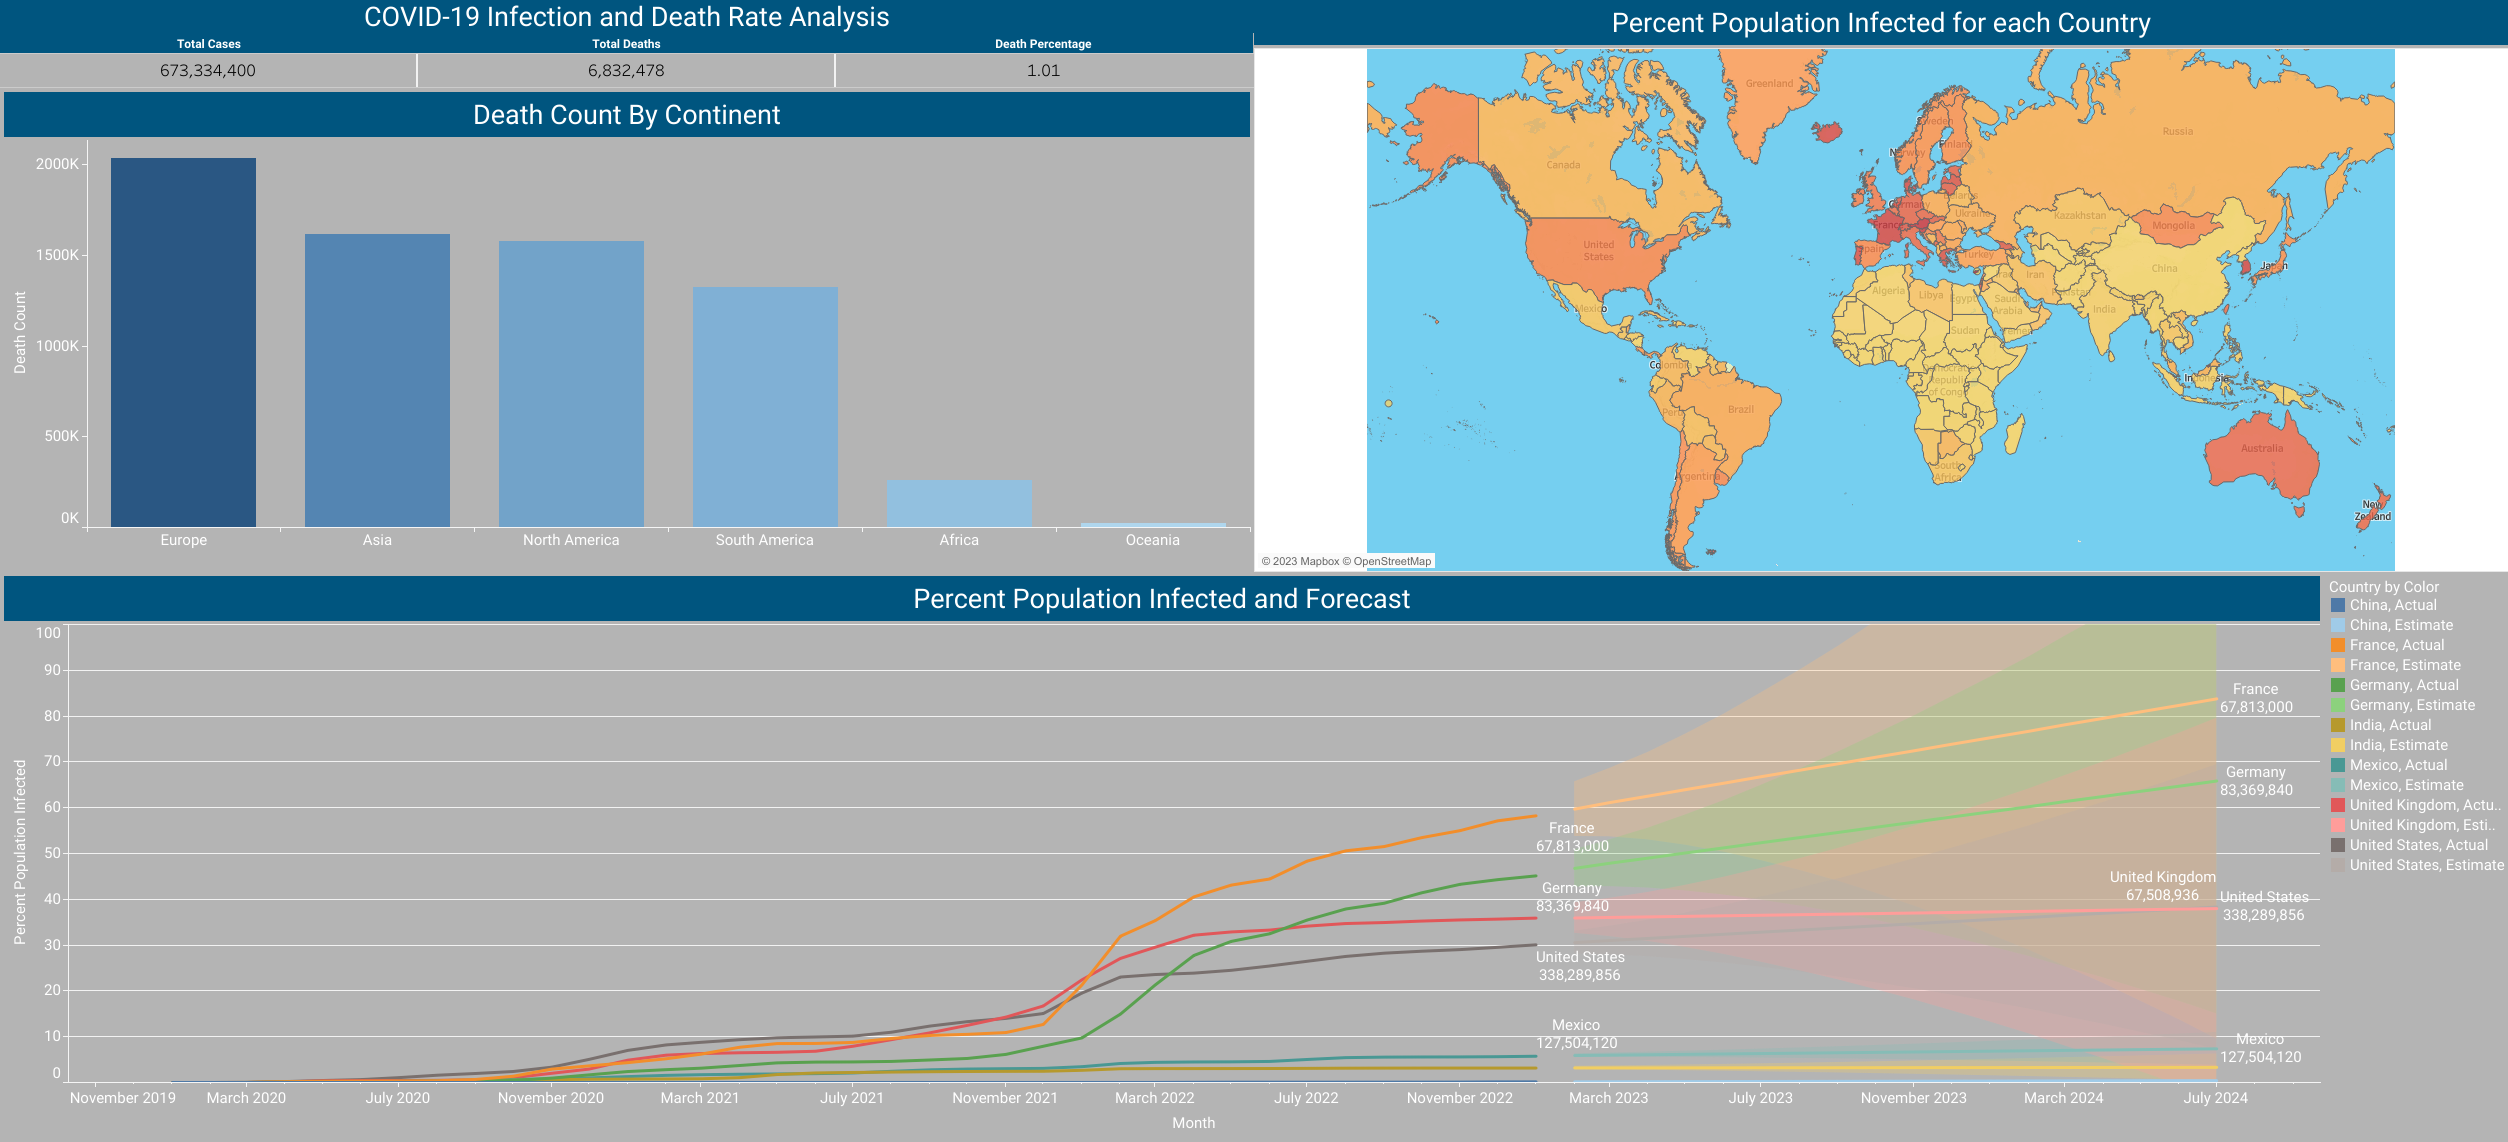 COVID-19 Infection and Death Rate Analysis
Total Cases
Total Deaths
Death Percentage
673,334,400
6,832,478
1.01
Death Count By Continent
Death Count
2000K
1500K
1000K
500K
0K
Europe
Asia
North America
South America
Africa
Oceania
Percent Population Infected for each Country
Greenland
Russia
Canada
Sweden
Norway
Finland
Belarus
Germany
Ukraine
France
Kazakhstan
Mongolia
United
States
Spain
Turkey
China
Japan
Iraq
Iran
Algeria
Libya
Egypt
Pakistan
Saudi
Arabia
India
Mexico
Sudan
Yemen
Colombia
Democratic
Republic
of Congo
Indonesia
Peru
Brazil
Australia
South
Africa
Argentina
New
Zealand
© 2023 Mapbox © OpenStreetMap
Percent Population Infected and Forecast
Percent Population Infected
100
90
80
70
60
50
40
30
20
10
0
France
67,813,000
Germany
83,369,840
United States
338,289,856
Mexico
127,504,120
France
67,813,000
Germany
83,369,840
United Kingdom
67,508,936
United States
338,289,856
Mexico
127,504,120
November 2019
March 2020
July 2020
November 2020
March 2021
July 2021
November 2021
March 2022
July 2022
November 2022
March 2023
July 2023
November 2023
March 2024
July 2024
Month
Country by Color
China, Actual
China, Estimate
France, Actual
France, Estimate
Germany, Actual
Germany, Estimate
India, Actual
India, Estimate
Mexico, Actual
Mexico, Estimate
United Kingdom, Actu..
United Kingdom, Esti..
United States, Actual
United States, Estimate